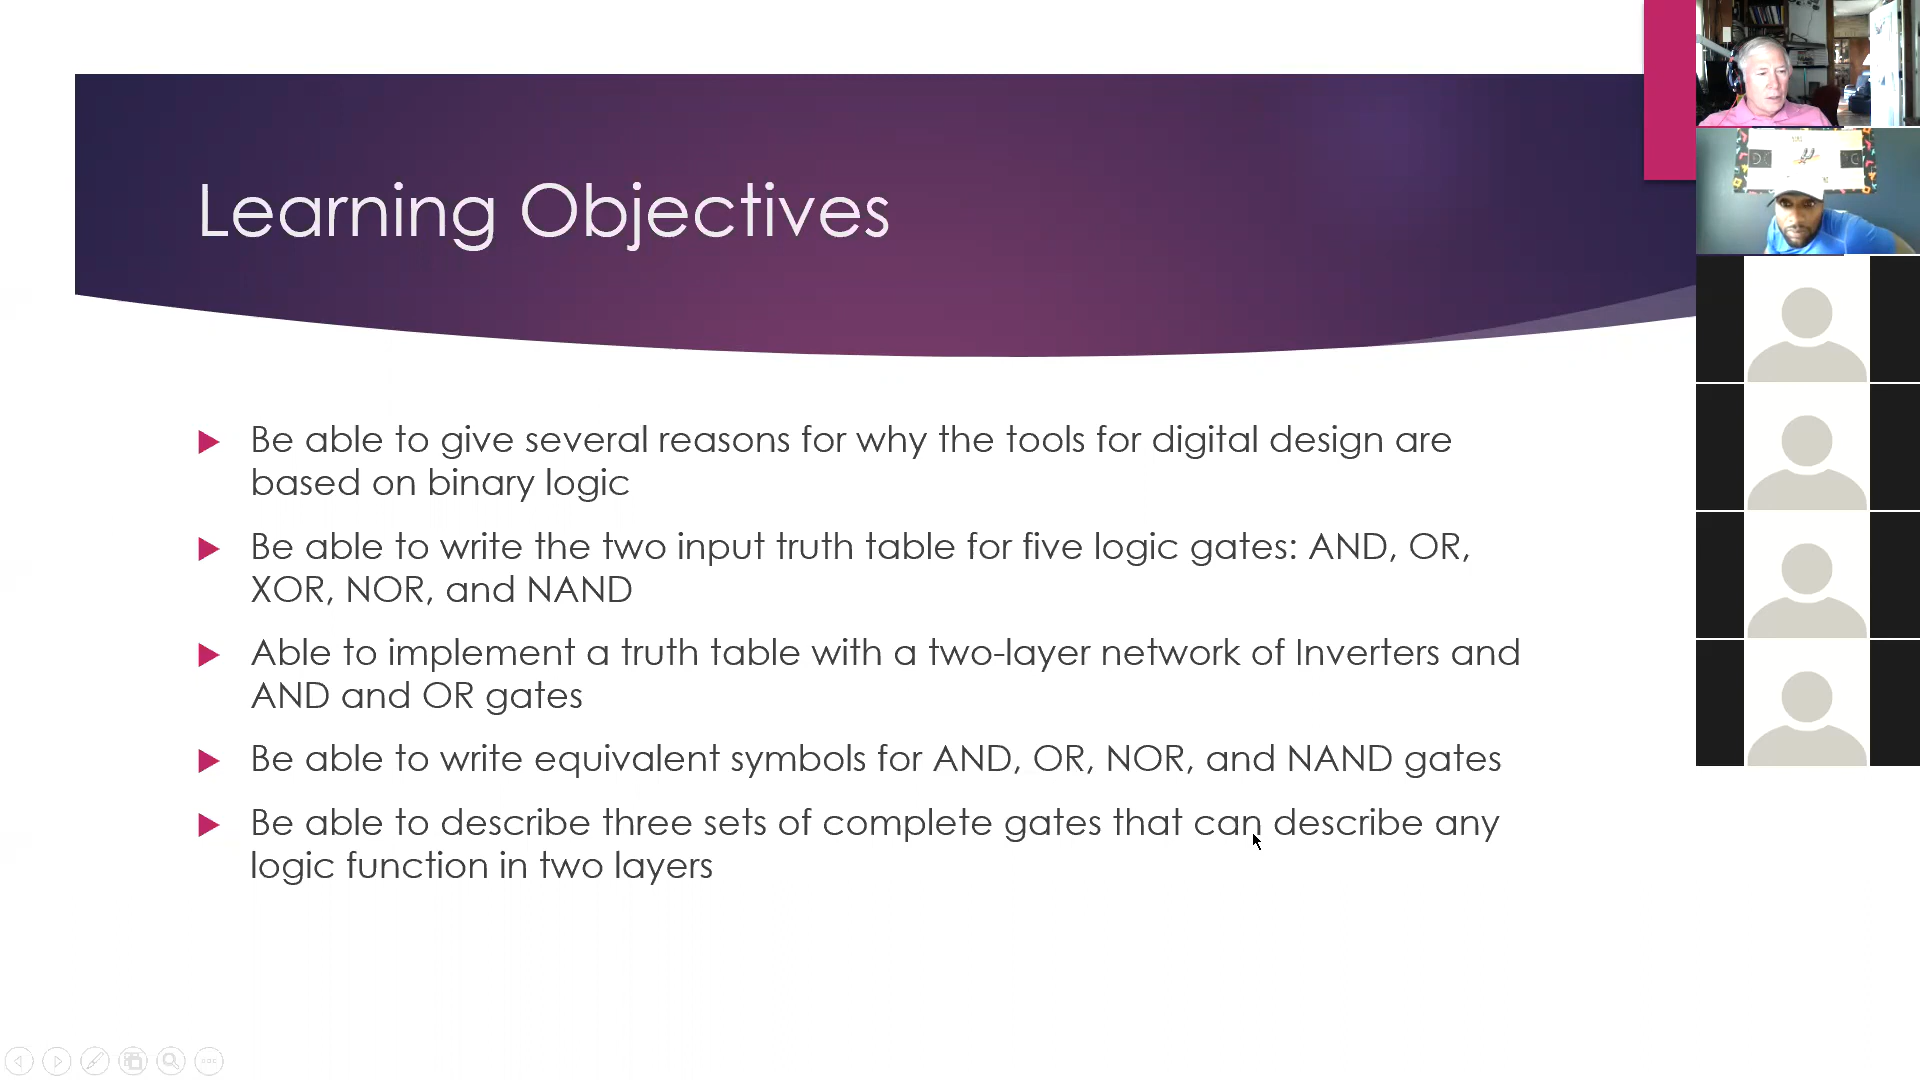 Learning Objectives
Be able to give several reasons for why the tools for digital design are
based on binary logic
Be able to write the two input truth table for five logic gates: AND, OR,
XOR, NOR, and NAND
Able to implement a truth table with a two-layer network of Inverters and
AND and OR gates
Be able to write equivalent symbols for AND, OR, NOR, and NAND gates
Be able to describe three sets of complete gates that can describe any
logic function in two layers